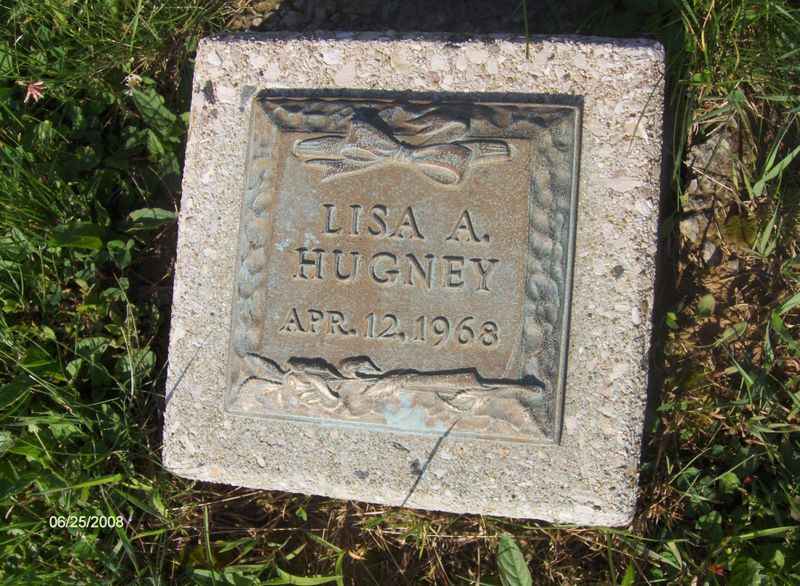 LISA A.
HUGNEY
APR. 12, 1968
06/25/2008